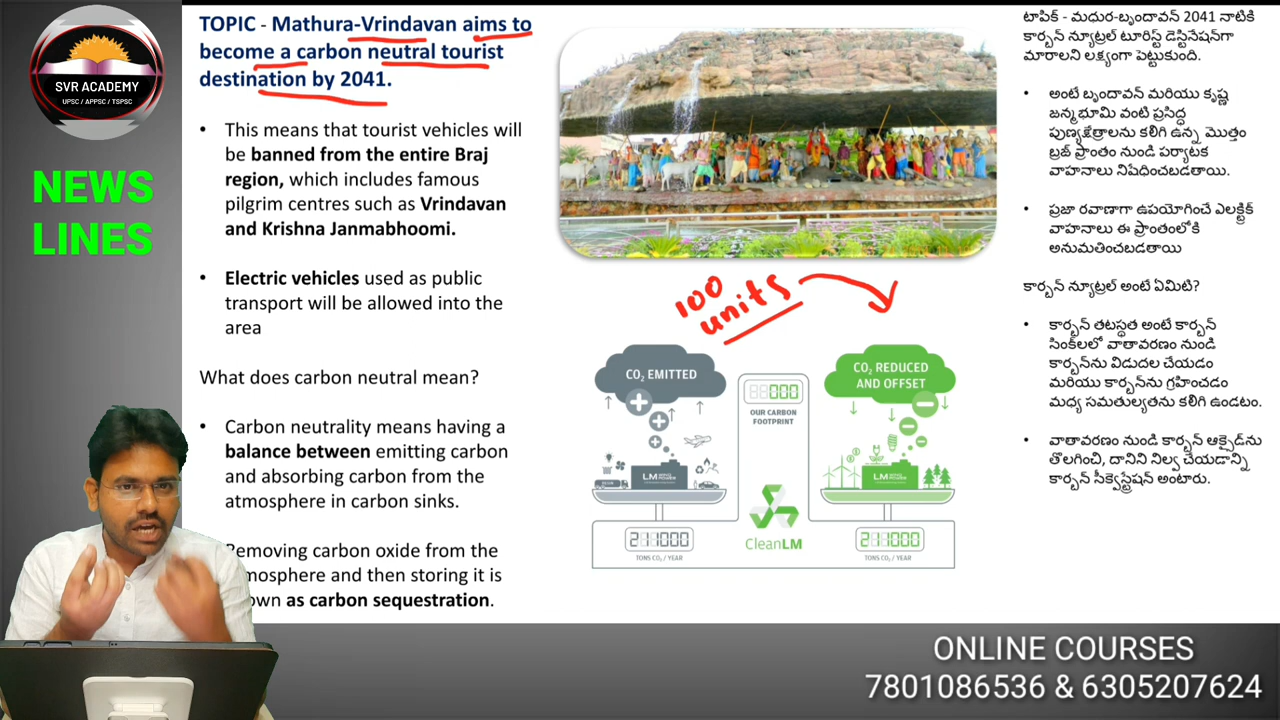 SVR ACADEMY
UPSC / APPSC / TSPSC
NEWS
LINES
TOPIC - Mathura-Vrindavan aims to
become a carbon neutral tourist
destination by 2041.
• This means that tourist vehicles will
be banned from the entire Braj
region, which includes famous
pilgrim centres such as Vrindavan
and Krishna Janmabhoomi.
• Electric vehicles used as public
transport will be allowed into the
area
What does carbon neutral mean?
• Carbon neutrality means having a
balance between emitting carbon
and absorbing carbon from the
atmosphere in carbon sinks.
Removing carbon oxide from the
mosphere and then storing it is
own as carbon sequestration.
100
units
CO2 EMITTED
CO2 REDUCED
AND OFFSET
000
OUR CARBON
FOOTPRINT
LM
LM
211000
TONS CO2 / YEAR
CleanLM
211000
TONS CO2 / YEAR
టాపిక్ - మధుర-బృందావన్ 2041 నాటికి
కార్బన్ న్యూట్రల్ టూరిస్ట్ డెస్టినేషన్‌గా
మారాలని లక్ష్యంగా పెట్టుకుంది.
• అంటే బృందావన్ మరియు కృష్ణ
జన్మభూమి వంటి ప్రసిద్ధ
పుణ్యక్షేత్రాలను కలిగి ఉన్న మొత్తం
బ్రజ్ ప్రాంతం నుండి పర్యాటక
వాహనాలు నిషేధించబడతాయి.
• ప్రజా రవాణాగా ఉపయోగించే ఎలక్ట్రిక్
వాహనాలు ఈ ప్రాంతంలోకి
అనుమతించబడతాయి
కార్బన్ న్యూట్రల్ అంటే ఏమిటి?
• కార్బన్ తటస్థత అంటే కార్బన్
సింక్‌లలో వాతావరణం నుండి
కార్బన్‌ను విడుదల చేయడం
మరియు కార్బన్‌ను గ్రహించడం
మధ్య సమతుల్యతను కలిగి ఉండటం.
• వాతావరణం నుండి కార్బన్ ఆక్సైడ్‌ను
తొలగించి, దానిని నిల్వ చేయడాన్ని
కార్బన్ సీక్వెస్ట్రేషన్ అంటారు.
ONLINE COURSES
7801086536 & 6305207624